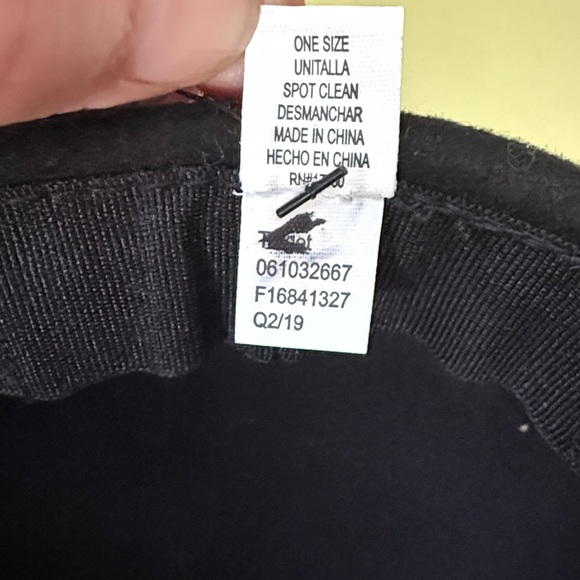 ONE SIZE
UNITALLA
SPOT CLEAN
DESMANCHAR
MADE IN CHINA
HECHO EN CHINA
061032667
F16841327
Q2/19